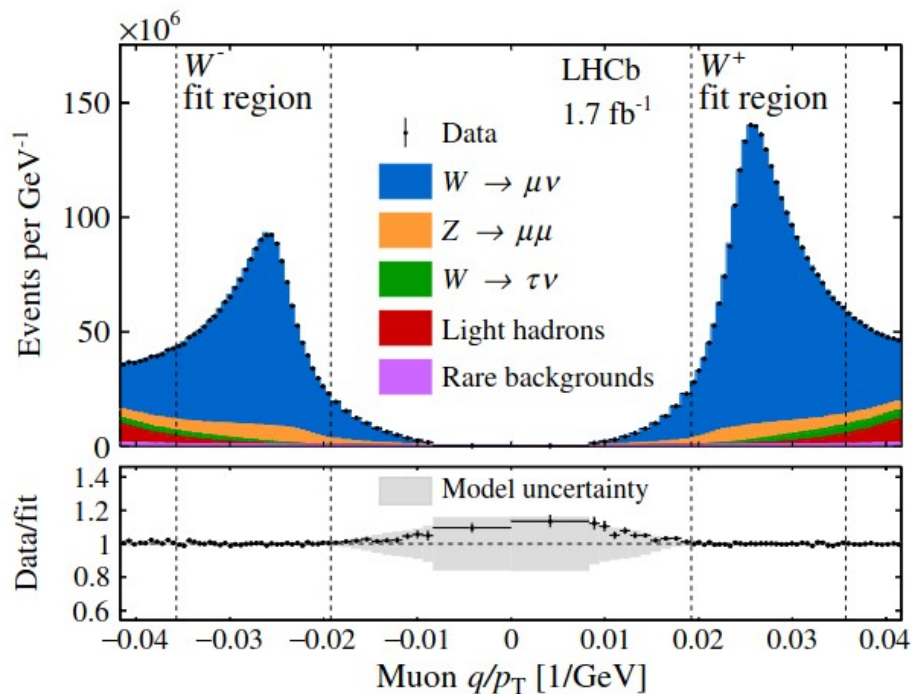 ×10⁶
W⁻
fit region
LHCb
1.7 fb⁻¹
W⁺
fit region
150
100
50
0
Events per GeV⁻¹
Data
W → μν
Z → μμ
W → τν
Light hadrons
Rare backgrounds
1.4
1.2
1
0.8
0.6
Data/fit
Model uncertainty
−0.04 −0.03 −0.02 −0.01 0 0.01 0.02 0.03 0.04
Muon q/pT [1/GeV]